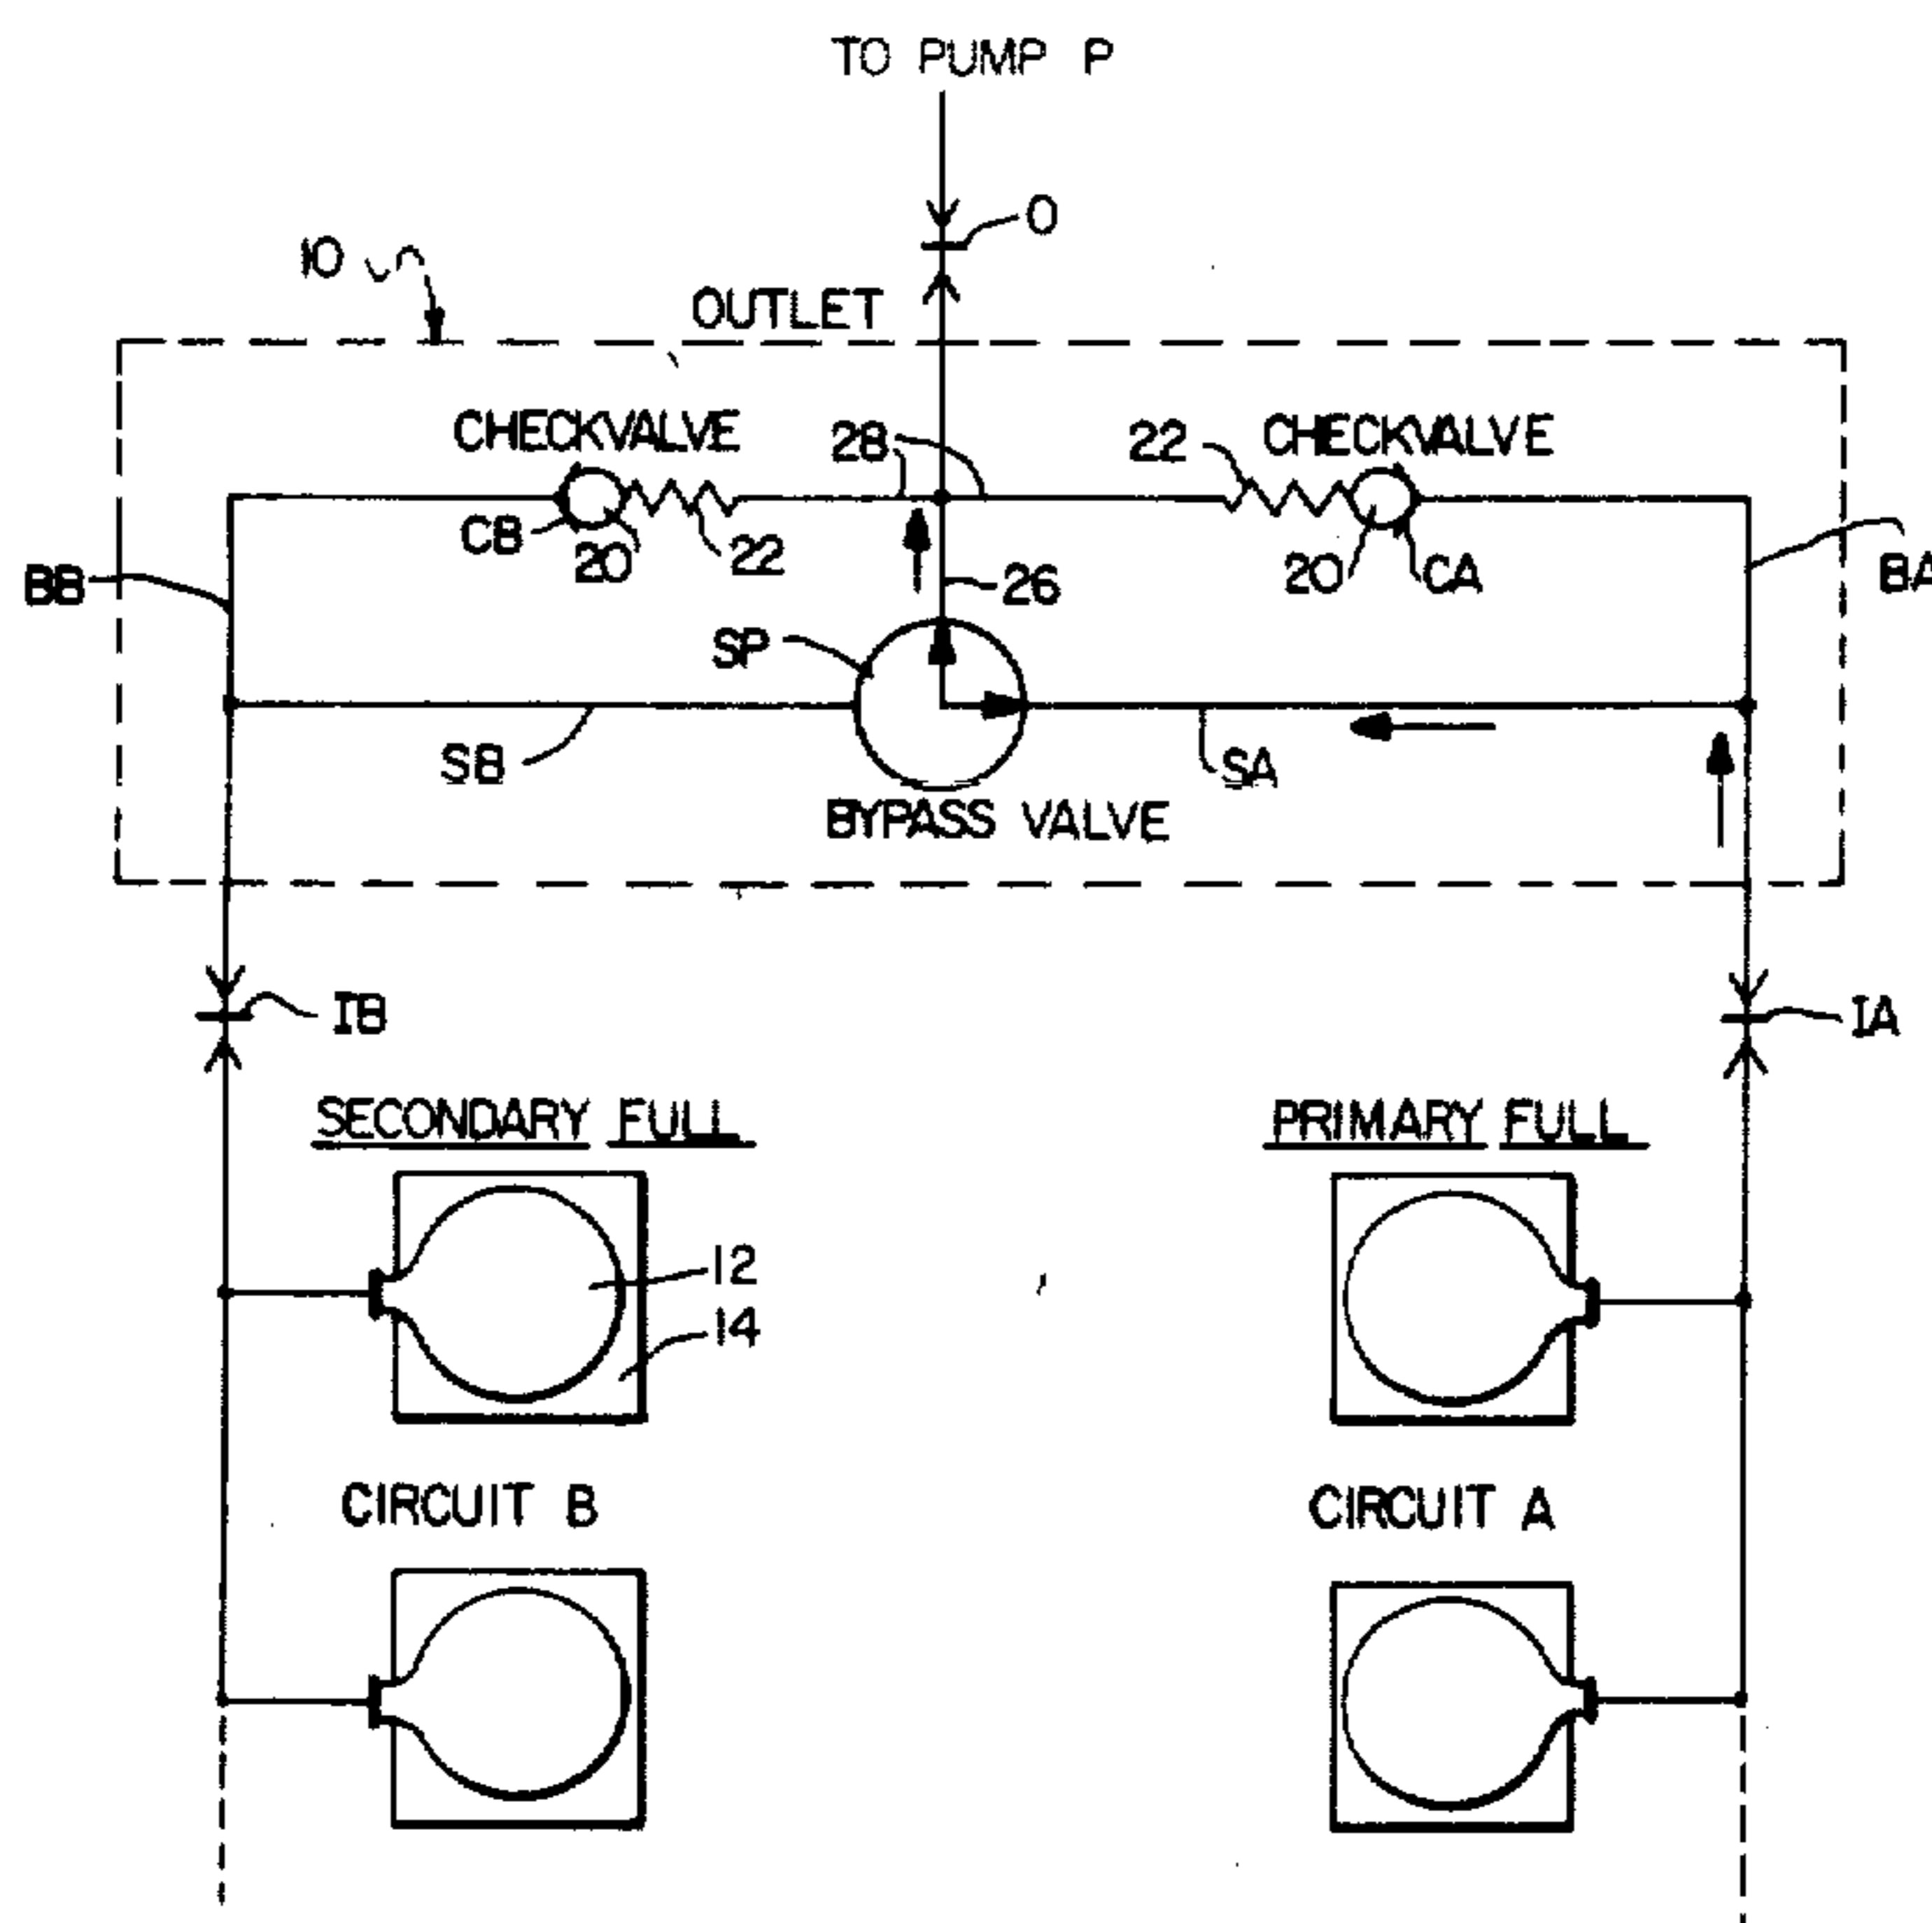 TO PUMP P
O
10
OUTLET
CHECKVALVE
28
22
CHECKVALVE
CB
20
22
20
CA
BB
26
BA
SP
SB
SA
BYPASS VALVE
IB
IA
SECONDARY FULL
PRIMARY FULL
12
14
CIRCUIT B
CIRCUIT A